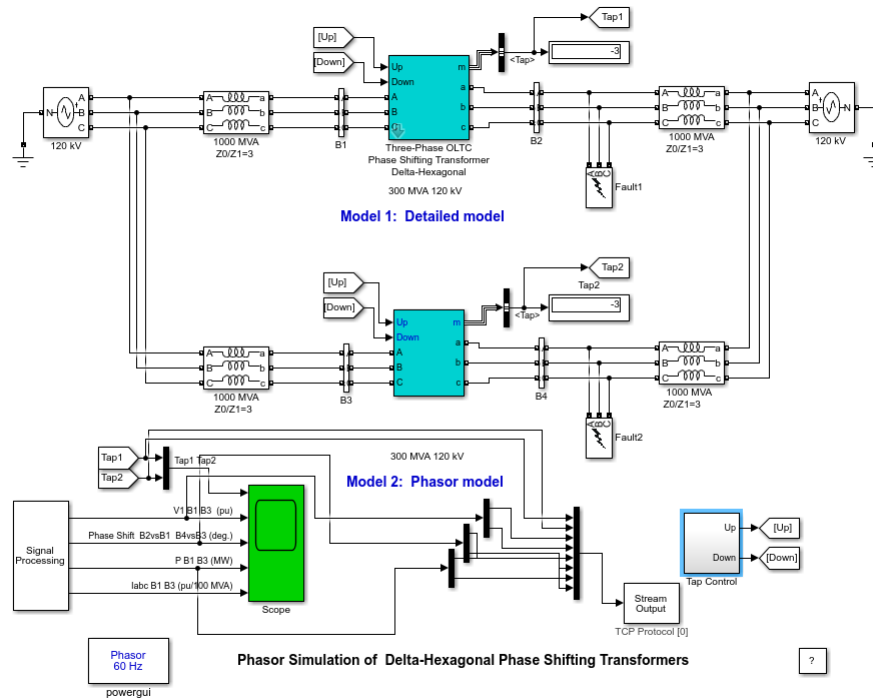 [Up]
[Down]
Tap1
<Tap>
-3
Up
Down
m
A
B
C
a
b
c
N
A
B
C
120 kV
A
B
C
a
b
c
1000 MVA
Z0/Z1=3
B1
Three-Phase OLTC
Phase Shifting Transformer
Delta-Hexagonal
300 MVA 120 kV
B2
A
B
C
Fault1
A
B
C
a
b
c
1000 MVA
Z0/Z1=3
A
B
C
N
120 kV
Model 1: Detailed model
[Up]
[Down]
Tap2
Tap2
<Tap>
-3
Up
Down
m
A
B
C
a
b
c
A
B
C
a
b
c
1000 MVA
Z0/Z1=3
B3
B4
A
B
C
Fault2
A
B
C
a
b
c
1000 MVA
Z0/Z1=3
300 MVA 120 kV
Model 2: Phasor model
Tap1
Tap2
Tap1 Tap2
V1 B1 B3 (pu)
Phase Shift B2vsB1 B4vsB3 (deg.)
P B1 B3 (MW)
Iabc B1 B3 (pu/100 MVA)
Signal
Processing
Scope
Stream
Output
TCP Protocol [0]
Up
Down
[Up]
[Down]
Tap Control
Phasor
60 Hz
powergui
Phasor Simulation of Delta-Hexagonal Phase Shifting Transformers
?